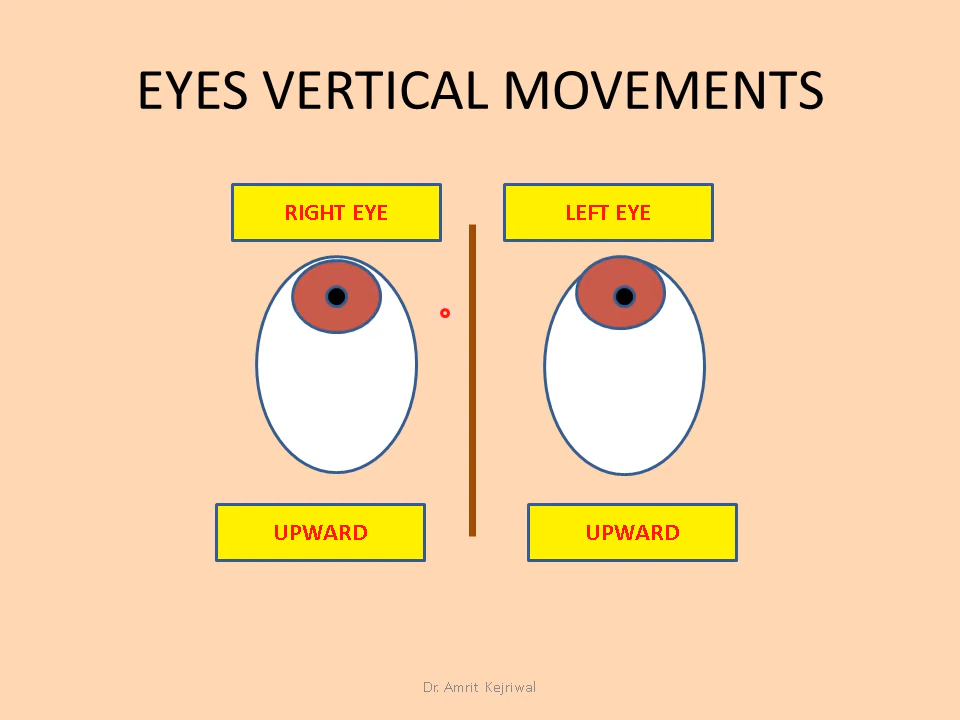 EYES VERTICAL MOVEMENTS
RIGHT EYE
LEFT EYE
UPWARD
UPWARD
Dr. Amrit Kejriwal